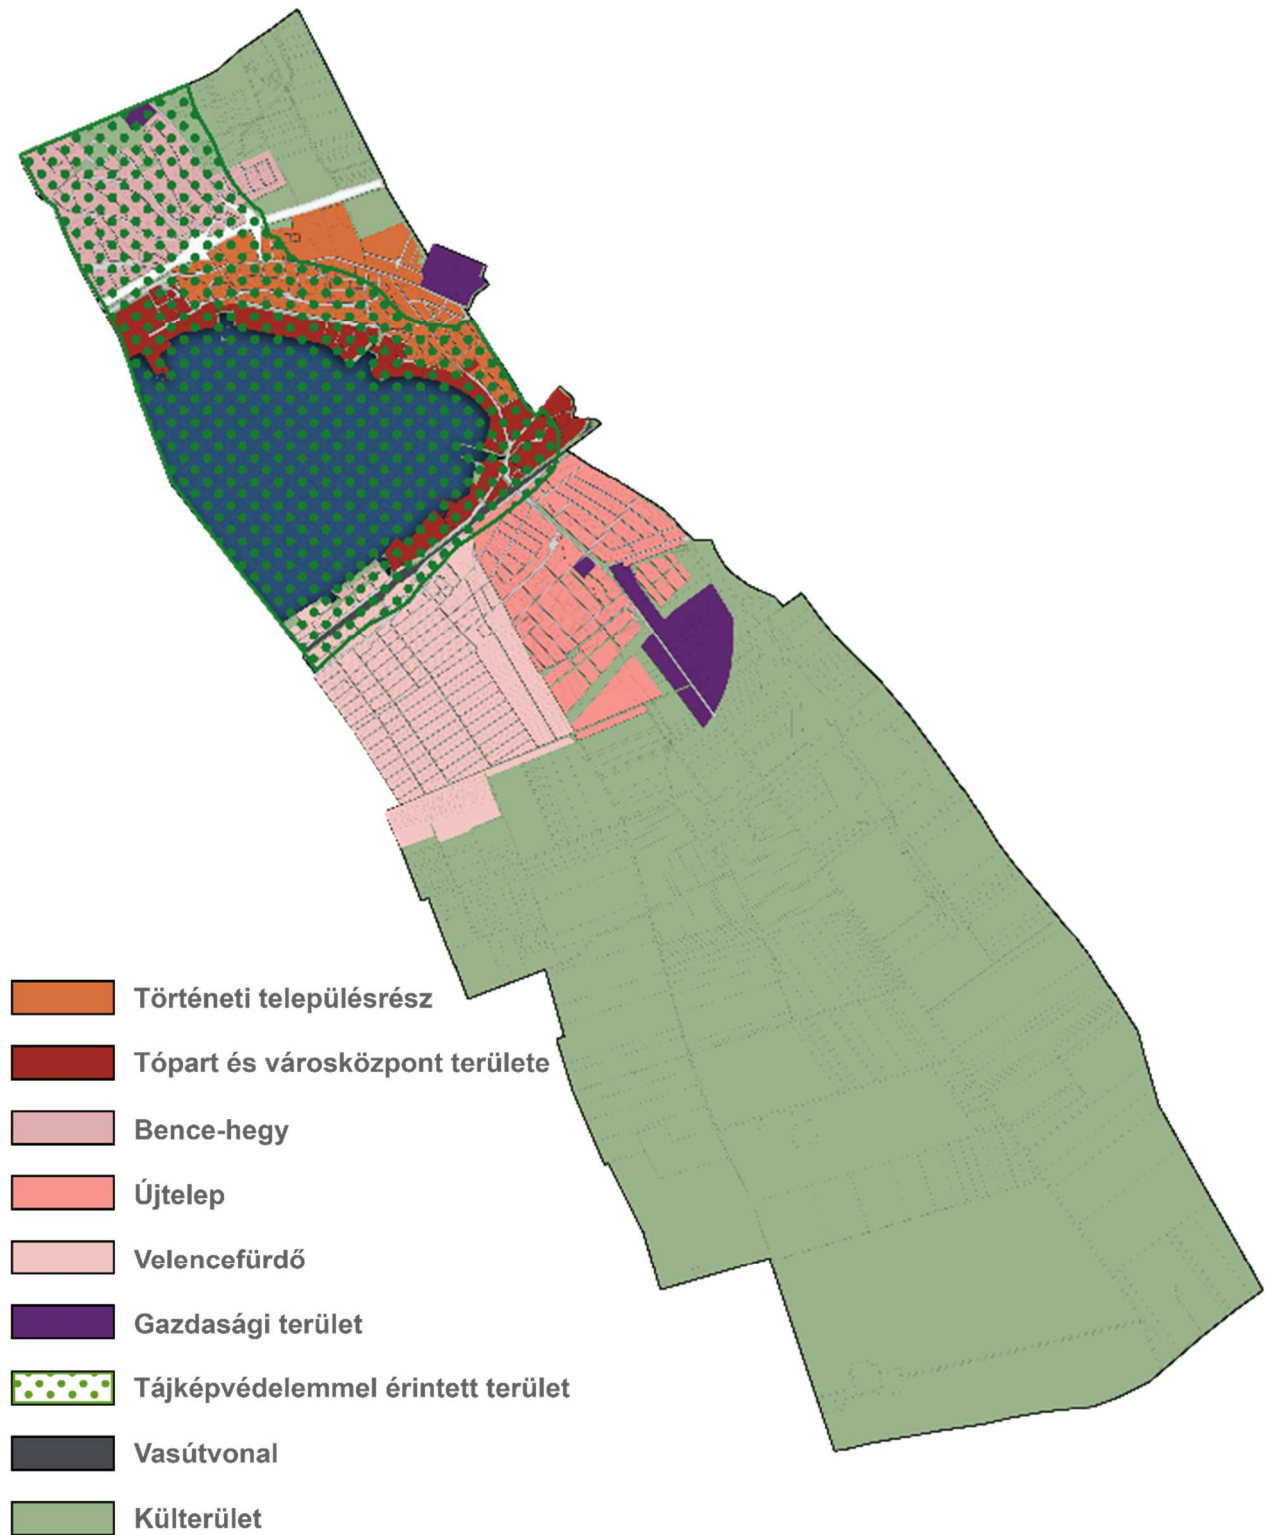 Történeti településrész
Tópart és városközpont területe
Bence-hegy
Újtelep
Velencefürdő
Gazdasági terület
Tájképvédelemmel érintett terület
Vasútvonal
Külterület